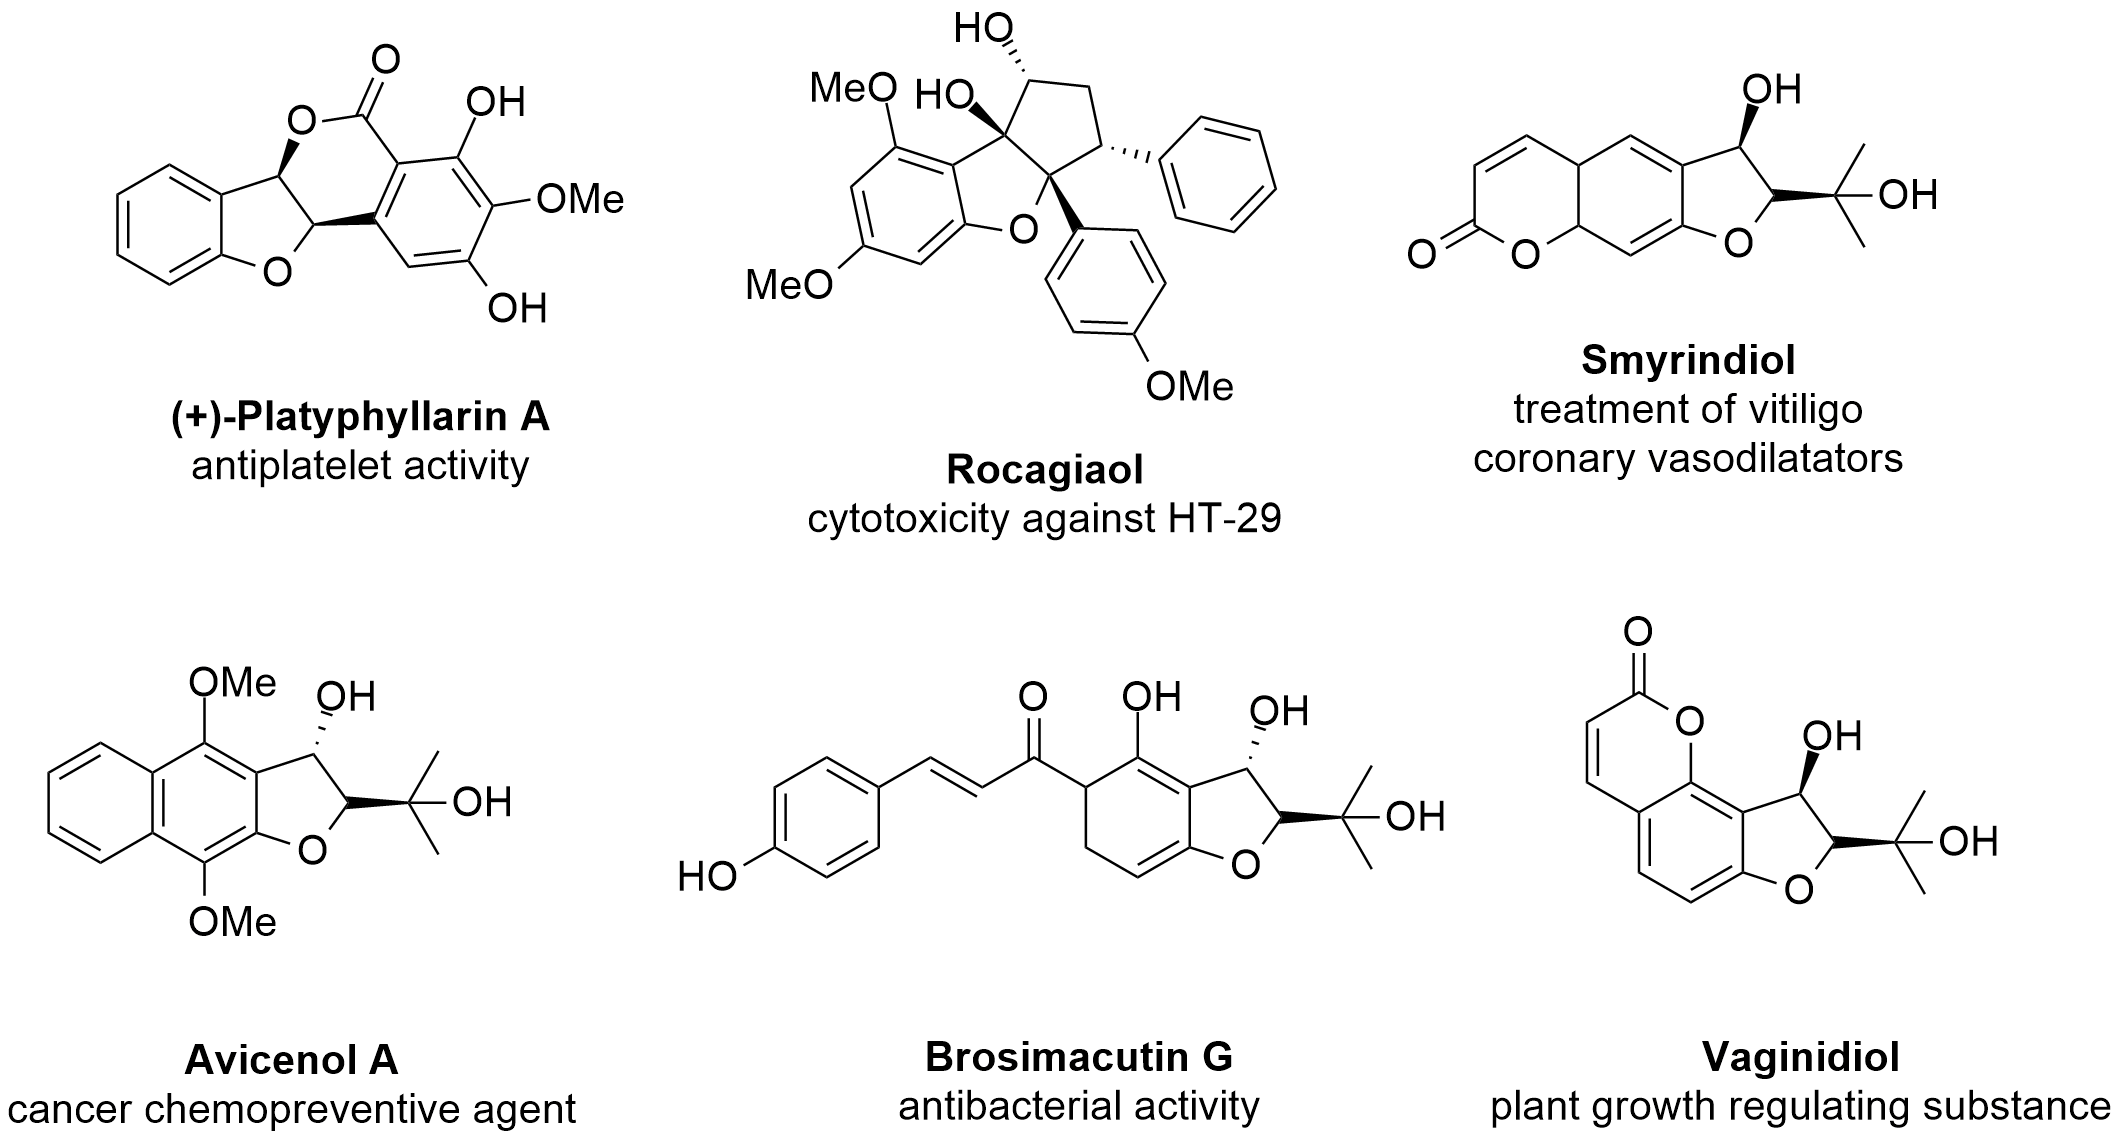 O
O
OH
OMe
OH
O
(+)-Platyphyllarin A
antiplatelet activity
HO
HO
MeO
O
MeO
OMe
Rocagiaol
cytotoxicity against HT-29
OH
OH
O
O
O
Smyrindiol
treatment of vitiligo
coronary vasodilatators
OMe
OH
OH
O
OMe
Avicenol A
cancer chemopreventive agent
O
OH
OH
OH
O
HO
Brosimacutin G
antibacterial activity
O
O
OH
OH
O
Vaginidiol
plant growth regulating substance